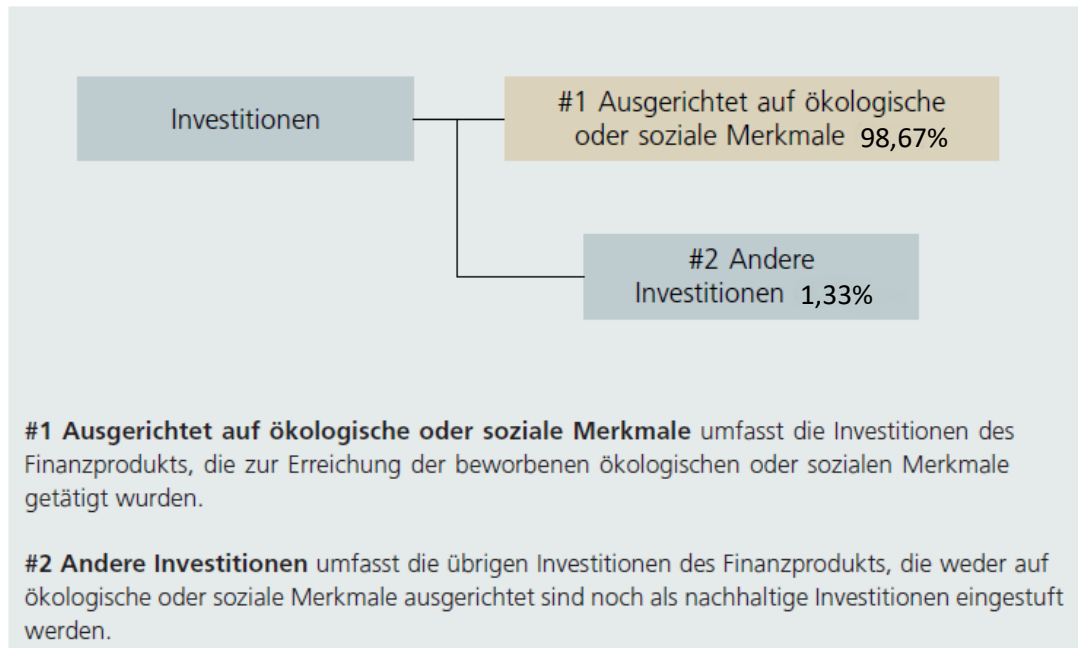 Investitionen
#1 Ausgerichtet auf ökologische
oder soziale Merkmale 98,67%
#2 Andere
Investitionen 1,33%
#1 Ausgerichtet auf ökologische oder soziale Merkmale umfasst die Investitionen des
Finanzprodukts, die zur Erreichung der beworbenen ökologischen oder sozialen Merkmale
getätigt wurden.
#2 Andere Investitionen umfasst die übrigen Investitionen des Finanzprodukts, die weder auf
ökologische oder soziale Merkmale ausgerichtet sind noch als nachhaltige Investitionen eingestuft
werden.